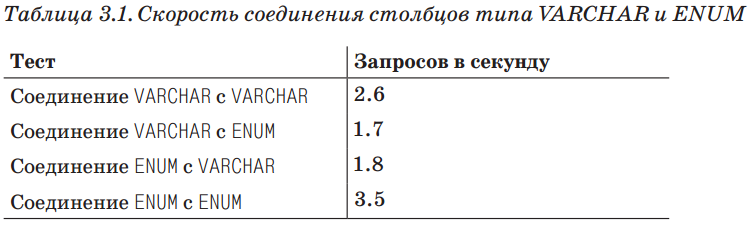 Таблица 3.1. Скорость соединения столбцов типа VARCHAR и ENUM
Тест Запросов в секунду
Соединение VARCHAR с VARCHAR 2.6
Соединение VARCHAR с ENUM 1.7
Соединение ENUM с VARCHAR 1.8
Соединение ENUM с ENUM 3.5